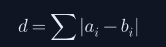 d = ∑ |aᵢ − bᵢ|